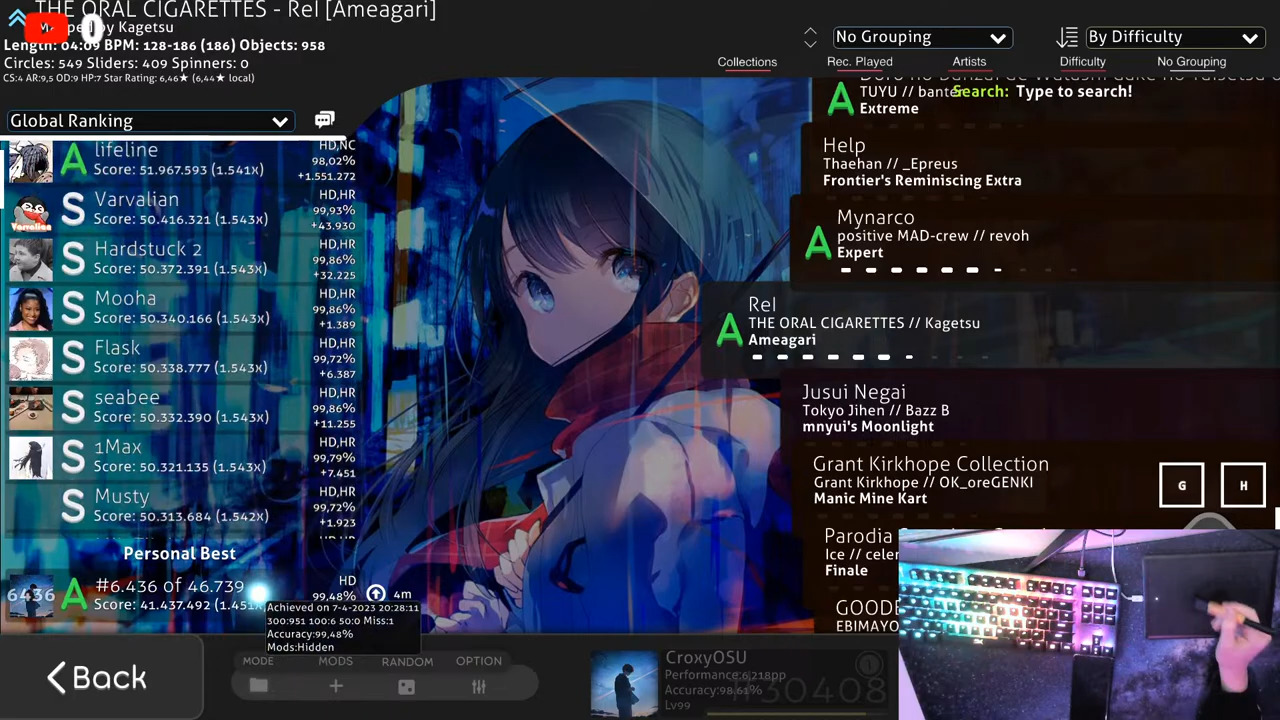 THE ORAL CIGARETTES - ReI [Ameagari]
by Kagetsu
0
Length: 04:09 BPM: 128-186 (186) Objects: 958
Circles: 549 Sliders: 409 Spinners: 0
CS:4 AR:9,5 OD:9 HP:7 Star Rating: 6,46★ (6,44★ local)
No Grouping
By Difficulty
Collections
Rec. Played
Artists
Difficulty
No Grouping
Global Ranking
Search: Type to search!
lifeline
A
Score: 51.967.593 (1.541x)
HD,NC
98,02%
+1.551.272
Varvalian
S
Score: 50.416.321 (1.543x)
HD,HR
99,93%
+43.930
Hardstuck 2
S
Score: 50.372.391 (1.543x)
HD,HR
99,86%
+32.225
Mooha
S
Score: 50.340.166 (1.543x)
HD,HR
99,86%
+1.389
Flask
S
Score: 50.338.777 (1.543x)
HD,HR
99,72%
+6.387
seabee
S
Score: 50.332.390 (1.543x)
HD,HR
99,86%
+11.255
1Max
S
Score: 50.321.135 (1.543x)
HD,HR
99,79%
+7.451
Musty
S
Score: 50.313.684 (1.542x)
HD,HR
99,72%
+1.923
Personal Best
6436
A
#6.436 of 46.739
Score: 41.437.492 (1.451x)
HD
99,48%
4m
Achieved on 7-4-2023 20:28:11
300:951 100:6 50:0 Miss:1
Accuracy:99,48%
Mods:Hidden
A
TUYU //
Extreme
Help
Thaehan // _Epreus
Frontier's Reminiscing Extra
Mynarco
A
positive MAD-crew // revoh
Expert
ReI
A
THE ORAL CIGARETTES // Kagetsu
Ameagari
Jusui Negai
Tokyo Jihen // Bazz B
mnyui's Moonlight
Grant Kirkhope Collection
Grant Kirkhope // OK_oreGENKI
Manic Mine Kart
Parodia
Ice //
Finale
G
H
Back
MODE
MODS
RANDOM
OPTION
CroxyOSU
Performance:6,218pp
Accuracy:98.61%
Lv99
#30408